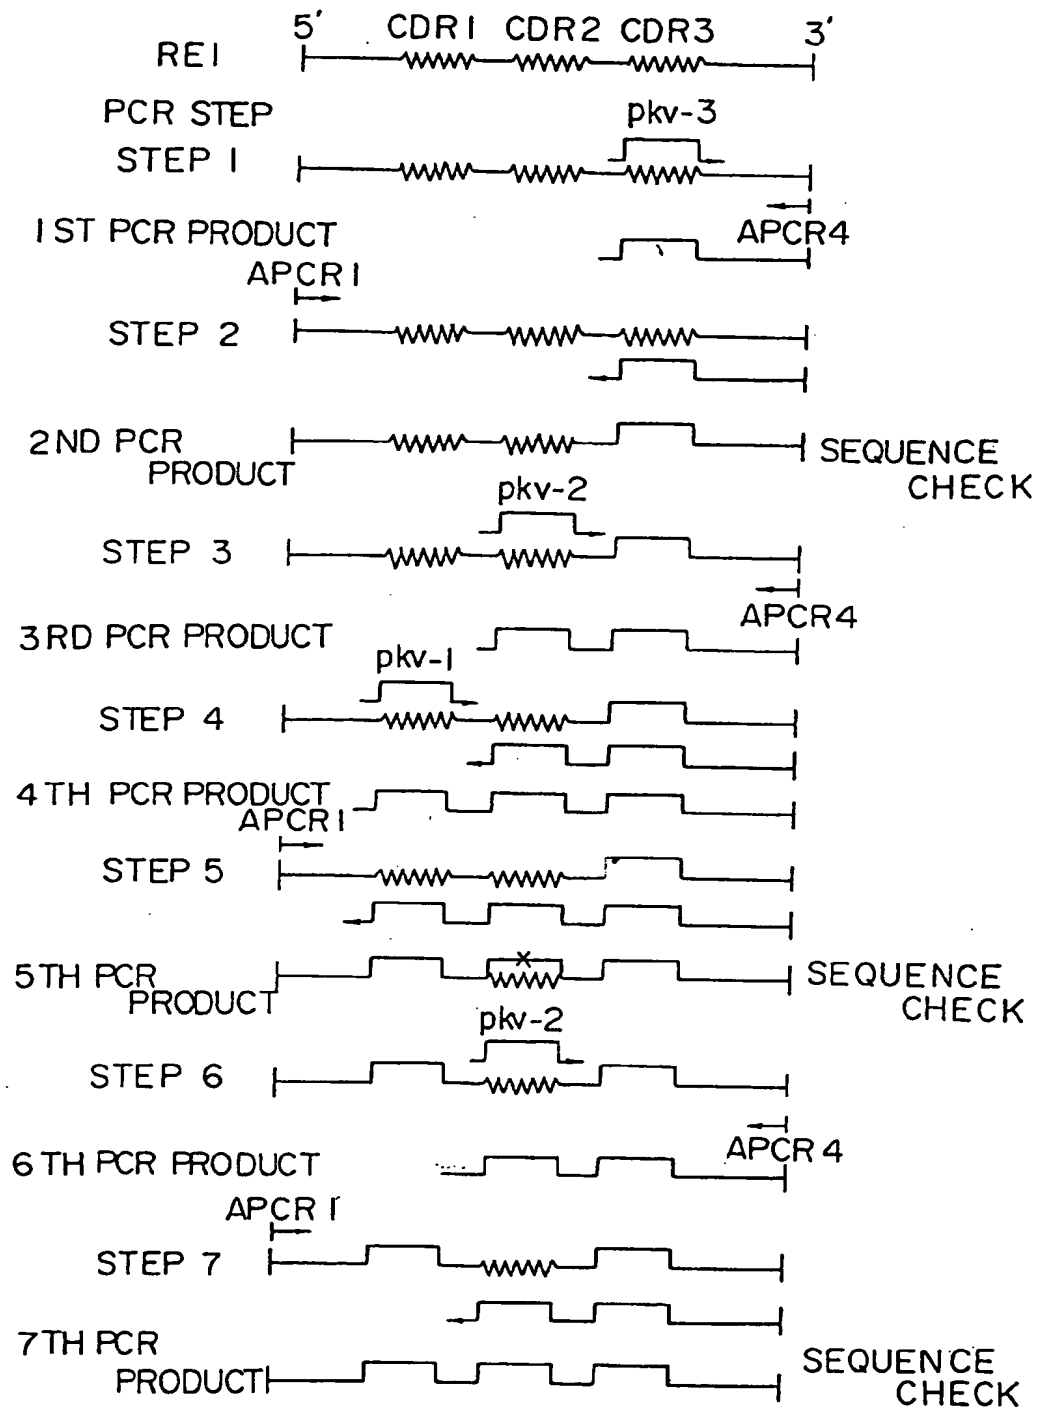 5' CDR1 CDR2 CDR3 3'
REI
PCR STEP pkv-3
STEP 1
1ST PCR PRODUCT APCR4
APCR1
STEP 2
2ND PCR PRODUCT SEQUENCE CHECK
pkv-2
STEP 3
APCR4
3RD PCR PRODUCT
pkv-1
STEP 4
4TH PCR PRODUCT
APCR1
STEP 5
x
5TH PCR PRODUCT SEQUENCE CHECK
pkv-2
STEP 6
APCR4
6TH PCR PRODUCT
APCR1
STEP 7
7TH PCR PRODUCT SEQUENCE CHECK